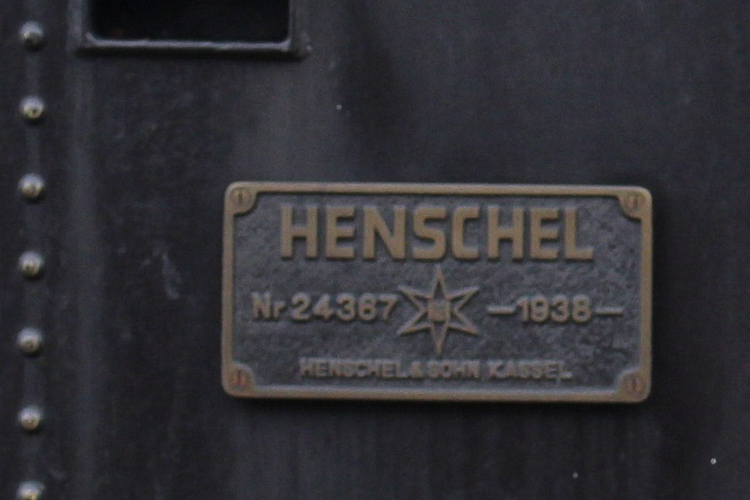 HENSCHEL
Nr 24367 —1938—
HENSCHEL & SOHN KASSEL